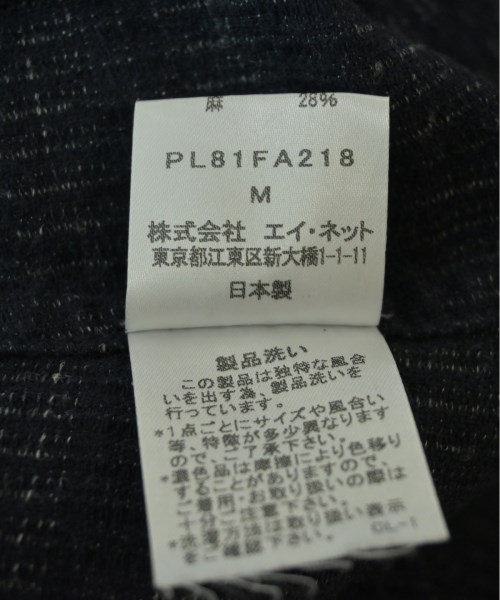 麻 28%
PL81FA218
M
株式会社 エイ・ネット
東京都江東区新大橋1-1-11
日本製
製品洗い
この製品は独特な風合
いを出す為、製品洗いを
行っています。
*1点ごとにサイズや風合い
等、特徴が多少異なります
ので、ご了承下さい。
*濃色品は摩擦により色移り
することがありますので、
ご着用・お取り扱いの際は
十分ご注意下さい。
*洗濯方法は取り扱い表示
をご確認下さい。 CL-1